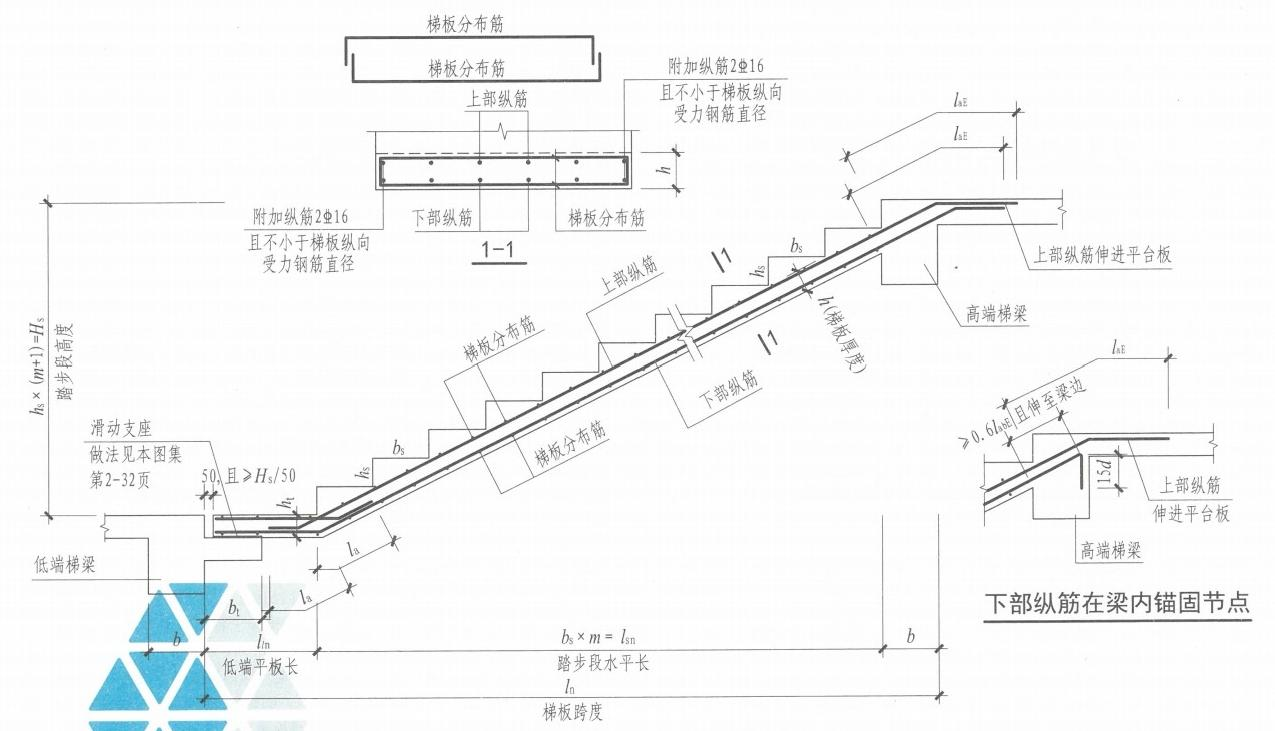 梯板分布筋
梯板分布筋
上部纵筋
附加纵筋2Φ16
且不小于梯板纵向
受力钢筋直径
h
附加纵筋2Φ16
且不小于梯板纵向
受力钢筋直径
下部纵筋
梯板分布筋
1-1
laE
laE
上部纵筋伸进平台板
高端梯梁
bs
hs
1
1
h(梯板厚度)
上部纵筋
梯板分布筋
下部纵筋
梯板分布筋
bs
hs
hs×(m+1)=Hs
踏步段高度
滑动支座
做法见本图集
第2-32页
50,且≥Hs/50
ht
低端梯梁
la
la
bt
b
lln
低端平板长
bs×m=lsn
踏步段水平长
b
ln
梯板跨度
laE
≥0.6labE且伸至梁边
15d
上部纵筋
伸进平台板
高端梯梁
下部纵筋在梁内锚固节点